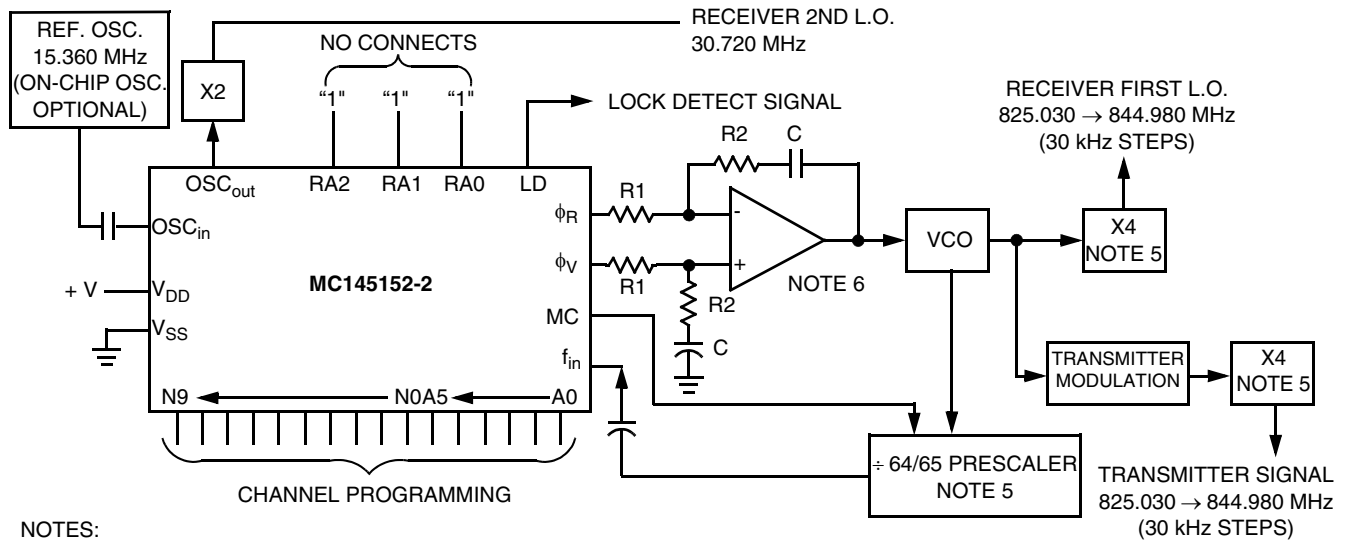 REF. OSC.
15.360 MHz
(ON-CHIP OSC.
OPTIONAL)
X2
RECEIVER 2ND L.O.
30.720 MHz
NO CONNECTS
“1" “1" “1"
LOCK DETECT SIGNAL
RECEIVER FIRST L.O.
825.030 → 844.980 MHz
(30 kHz STEPS)
OSCout RA2 RA1 RA0 LD
OSCin
+ V VDD
VSS
MC145152-2
ϕR
ϕV
MC
fin
N9 N0A5 A0
CHANNEL PROGRAMMING
R1
R2 C
-
+
R1
R2
C
NOTE 6
VCO
X4
NOTE 5
TRANSMITTER
MODULATION
X4
NOTE 5
÷ 64/65 PRESCALER
NOTE 5
TRANSMITTER SIGNAL
825.030 → 844.980 MHz
(30 kHz STEPS)
NOTES: